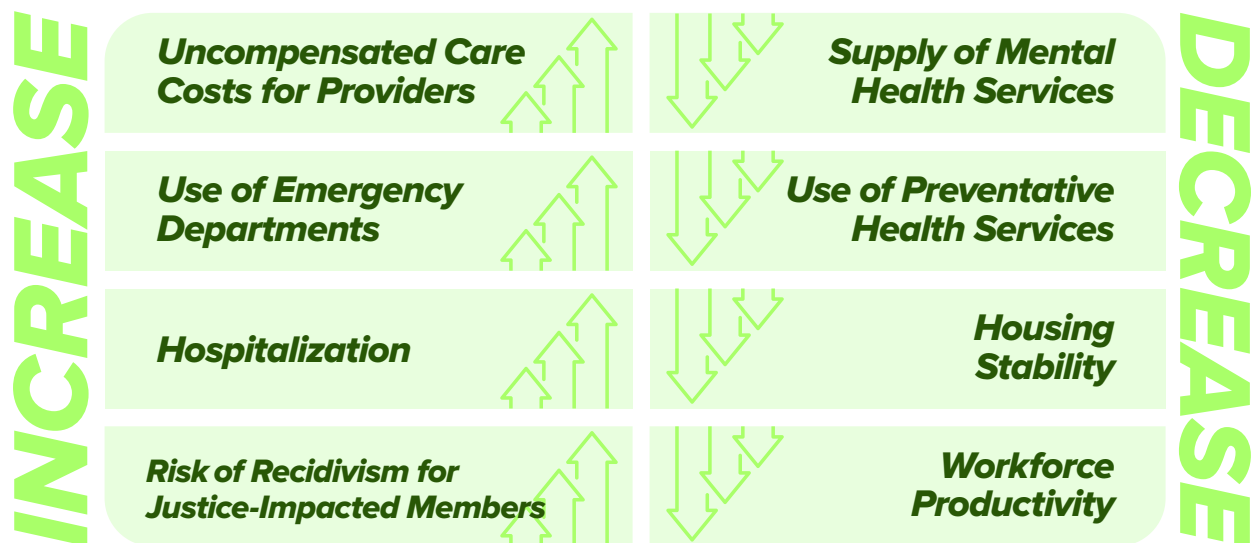 INCREASE
Uncompensated Care
Costs for Providers
Use of Emergency
Departments
Hospitalization
Risk of Recidivism for
Justice-Impacted Members
DECREASE
Supply of Mental
Health Services
Use of Preventative
Health Services
Housing
Stability
Workforce
Productivity